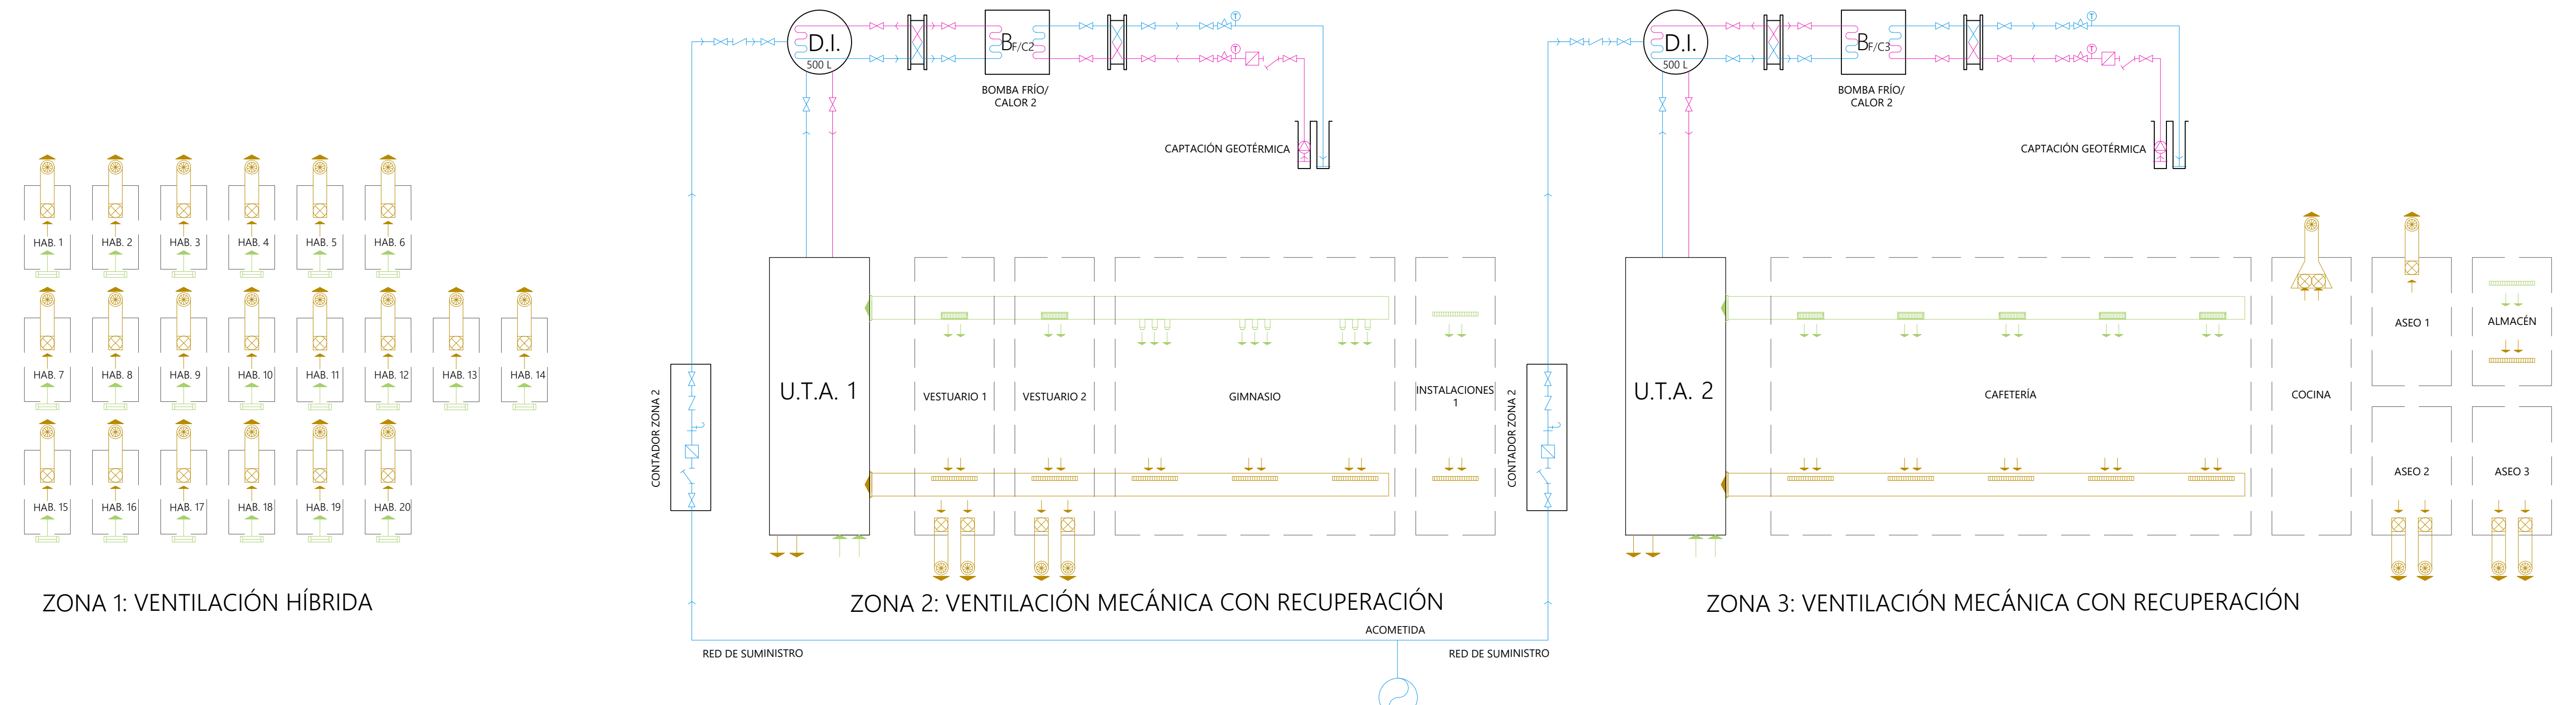 D.I.
500 L
BF/C2
BOMBA FRÍO/
CALOR 2
T
T
CAPTACIÓN GEOTÉRMICA
D.I.
500 L
BF/C3
BOMBA FRÍO/
CALOR 2
T
T
CAPTACIÓN GEOTÉRMICA
HAB. 1
HAB. 2
HAB. 3
HAB. 4
HAB. 5
HAB. 6
HAB. 7
HAB. 8
HAB. 9
HAB. 10
HAB. 11
HAB. 12
HAB. 13
HAB. 14
HAB. 15
HAB. 16
HAB. 17
HAB. 18
HAB. 19
HAB. 20
ZONA 1: VENTILACIÓN HÍBRIDA
CONTADOR ZONA 2
U.T.A. 1
VESTUARIO 1
VESTUARIO 2
GIMNASIO
INSTALACIONES
1
ZONA 2: VENTILACIÓN MECÁNICA CON RECUPERACIÓN
CONTADOR ZONA 2
U.T.A. 2
CAFETERÍA
COCINA
ASEO 1
ALMACÉN
ASEO 2
ASEO 3
ZONA 3: VENTILACIÓN MECÁNICA CON RECUPERACIÓN
ACOMETIDA
RED DE SUMINISTRO
RED DE SUMINISTRO